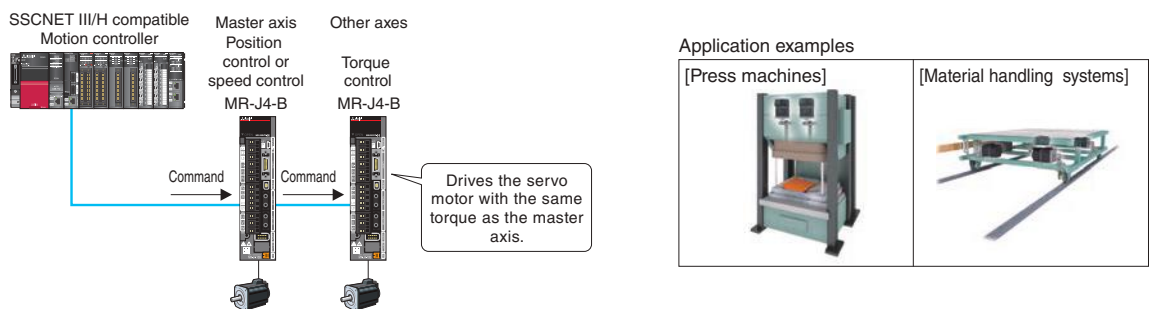 SSCNET III/H compatible
Motion controller
Master axis
Position
control or
speed control
MR-J4-B
Other axes
Torque
control
MR-J4-B
Command
Command
Drives the servo
motor with the same
torque as the master
axis.
Application examples
[Press machines]
[Material handling systems]